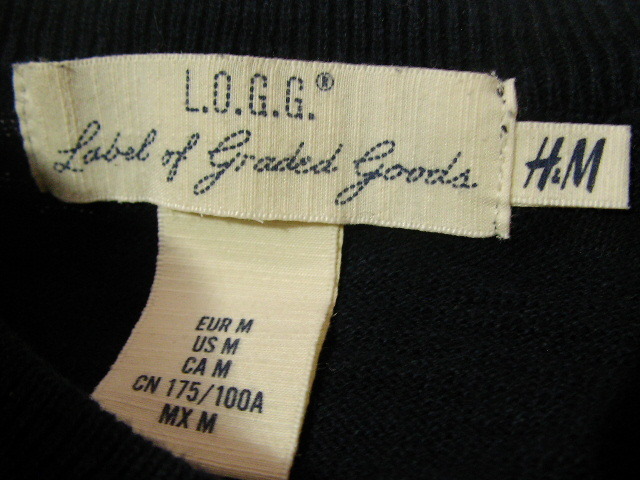 L.O.G.G.®
Label of Graded Goods.
H&M
EUR M
US M
CA M
CN 175/100A
MX M